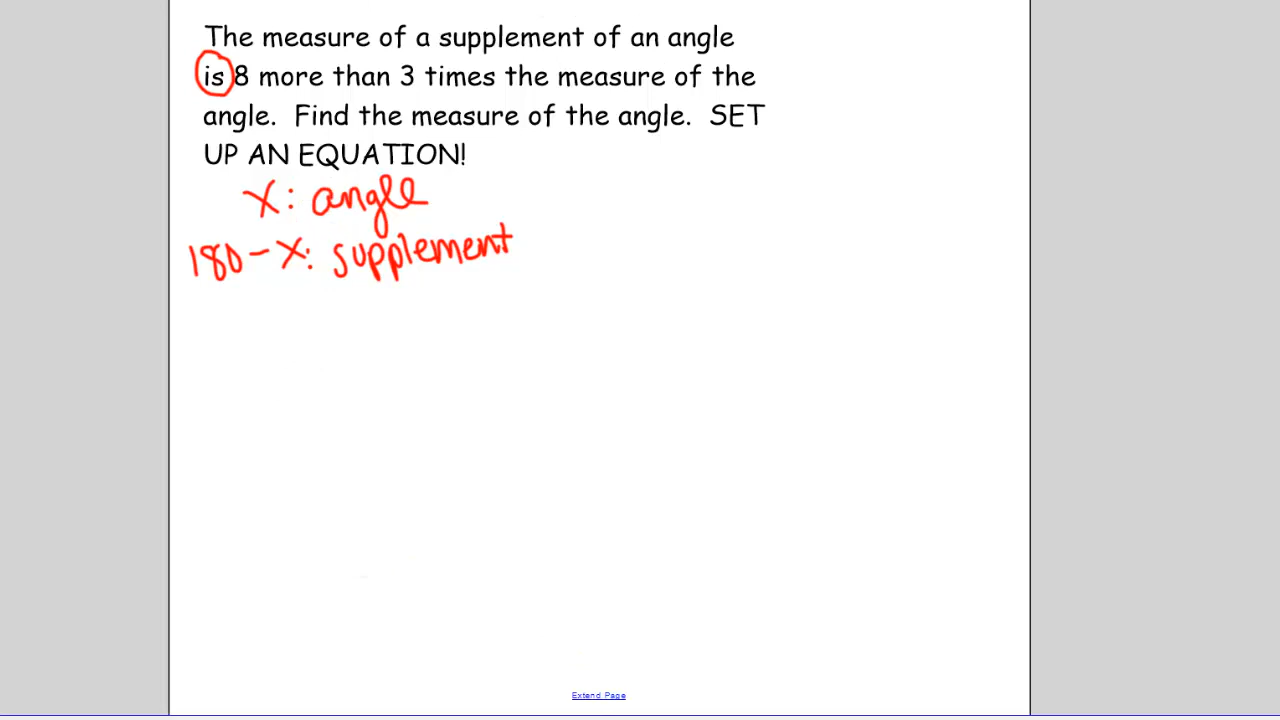 The measure of a supplement of an angle
is 8 more than 3 times the measure of the
angle. Find the measure of the angle. SET
UP AN EQUATION!
X: angle
180 - X: supplement
Extend Page